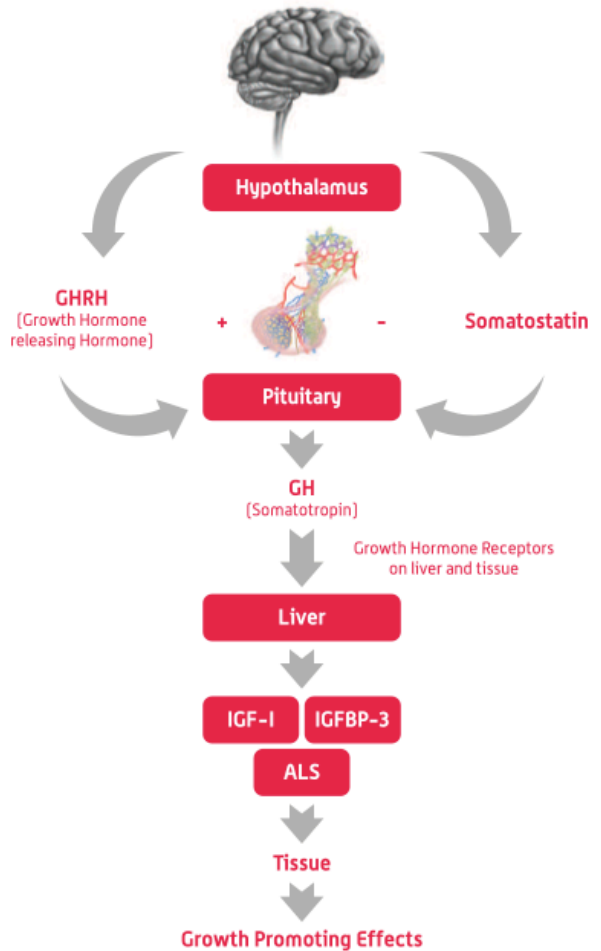 Hypothalamus
GHRH
(Growth Hormone
releasing Hormone)
+
-
Somatostatin
Pituitary
GH
(Somatotropin)
Growth Hormone Receptors
on liver and tissue
Liver
IGF-I
IGFBP-3
ALS
Tissue
Growth Promoting Effects